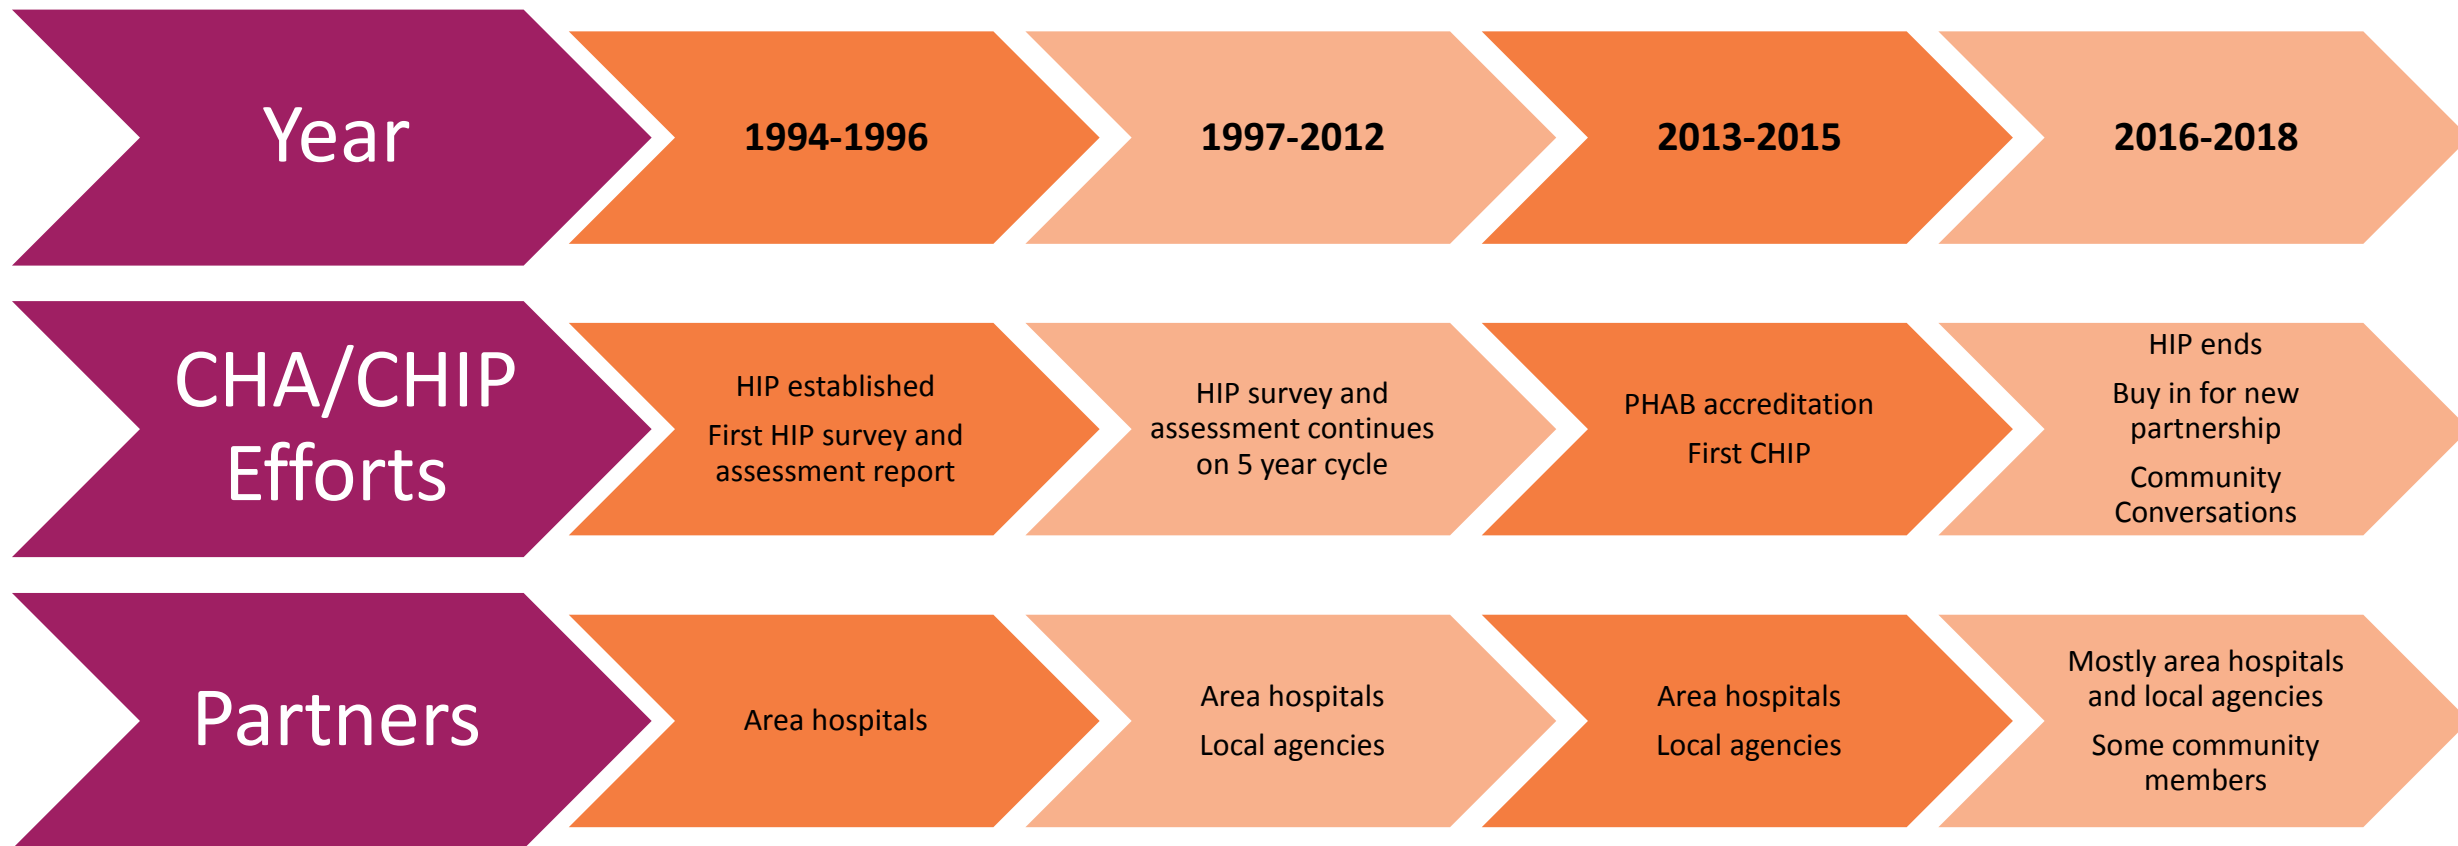 Year
1994-1996
1997-2012
2013-2015
2016-2018
CHA/CHIP
Efforts
HIP established
First HIP survey and
assessment report
HIP survey and
assessment continues
on 5 year cycle
PHAB accreditation
First CHIP
HIP ends
Buy in for new
partnership
Community
Conversations
Partners
Area hospitals
Area hospitals
Local agencies
Area hospitals
Local agencies
Mostly area hospitals
and local agencies
Some community
members